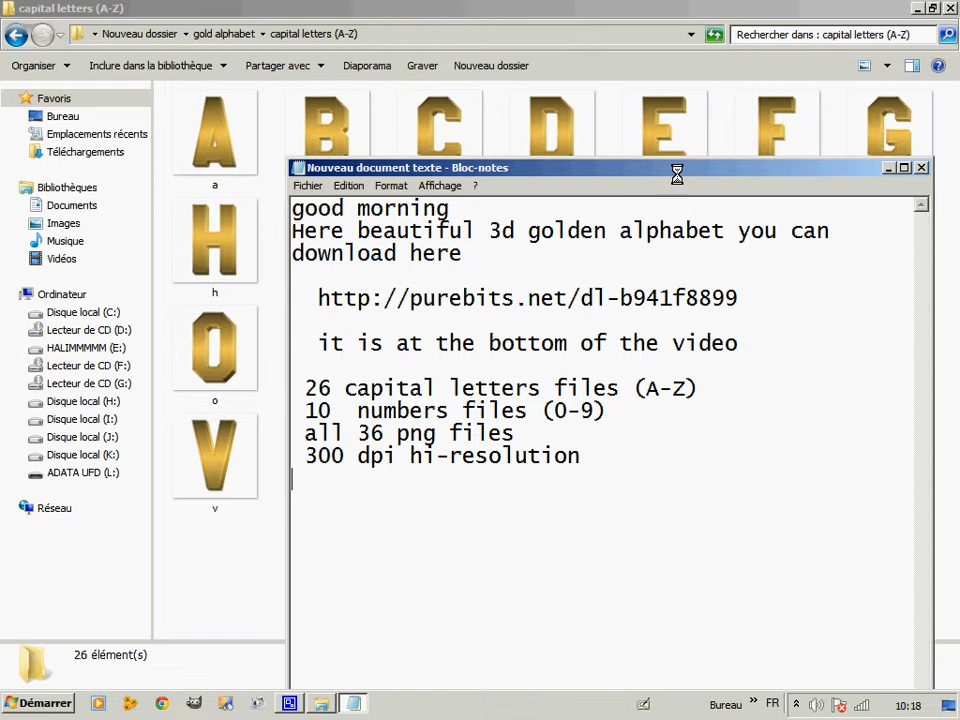 capital letters (A-Z)
Nouveau dossier gold alphabet capital letters (A-Z)
Rechercher dans : capital letters (A-Z)
Organiser Inclure dans la bibliothèque Partager avec Diaporama Graver Nouveau dossier
Favoris
Bureau
Emplacements récents
Téléchargements
Bibliothèques
Documents
Images
Musique
Vidéos
Ordinateur
Disque local (C:)
Lecteur de CD (D:)
HALIMMMMM (E:)
Lecteur de CD (F:)
Lecteur de CD (G:)
Disque local (H:)
Disque local (I:)
Disque local (J:)
Disque local (K:)
ADATA UFD (L:)
Réseau
A B C D E F G
a
H
h
O
o
V
v
Nouveau document texte - Bloc-notes
Fichier Edition Format Affichage ?
good morning
Here beautiful 3d golden alphabet you can
download here
http://purebits.net/dl-b941f8899
it is at the bottom of the video
26 capital letters files (A-Z)
10 numbers files (0-9)
all 36 png files
300 dpi hi-resolution
26 élément(s)
Démarrer
Bureau » FR 10:18